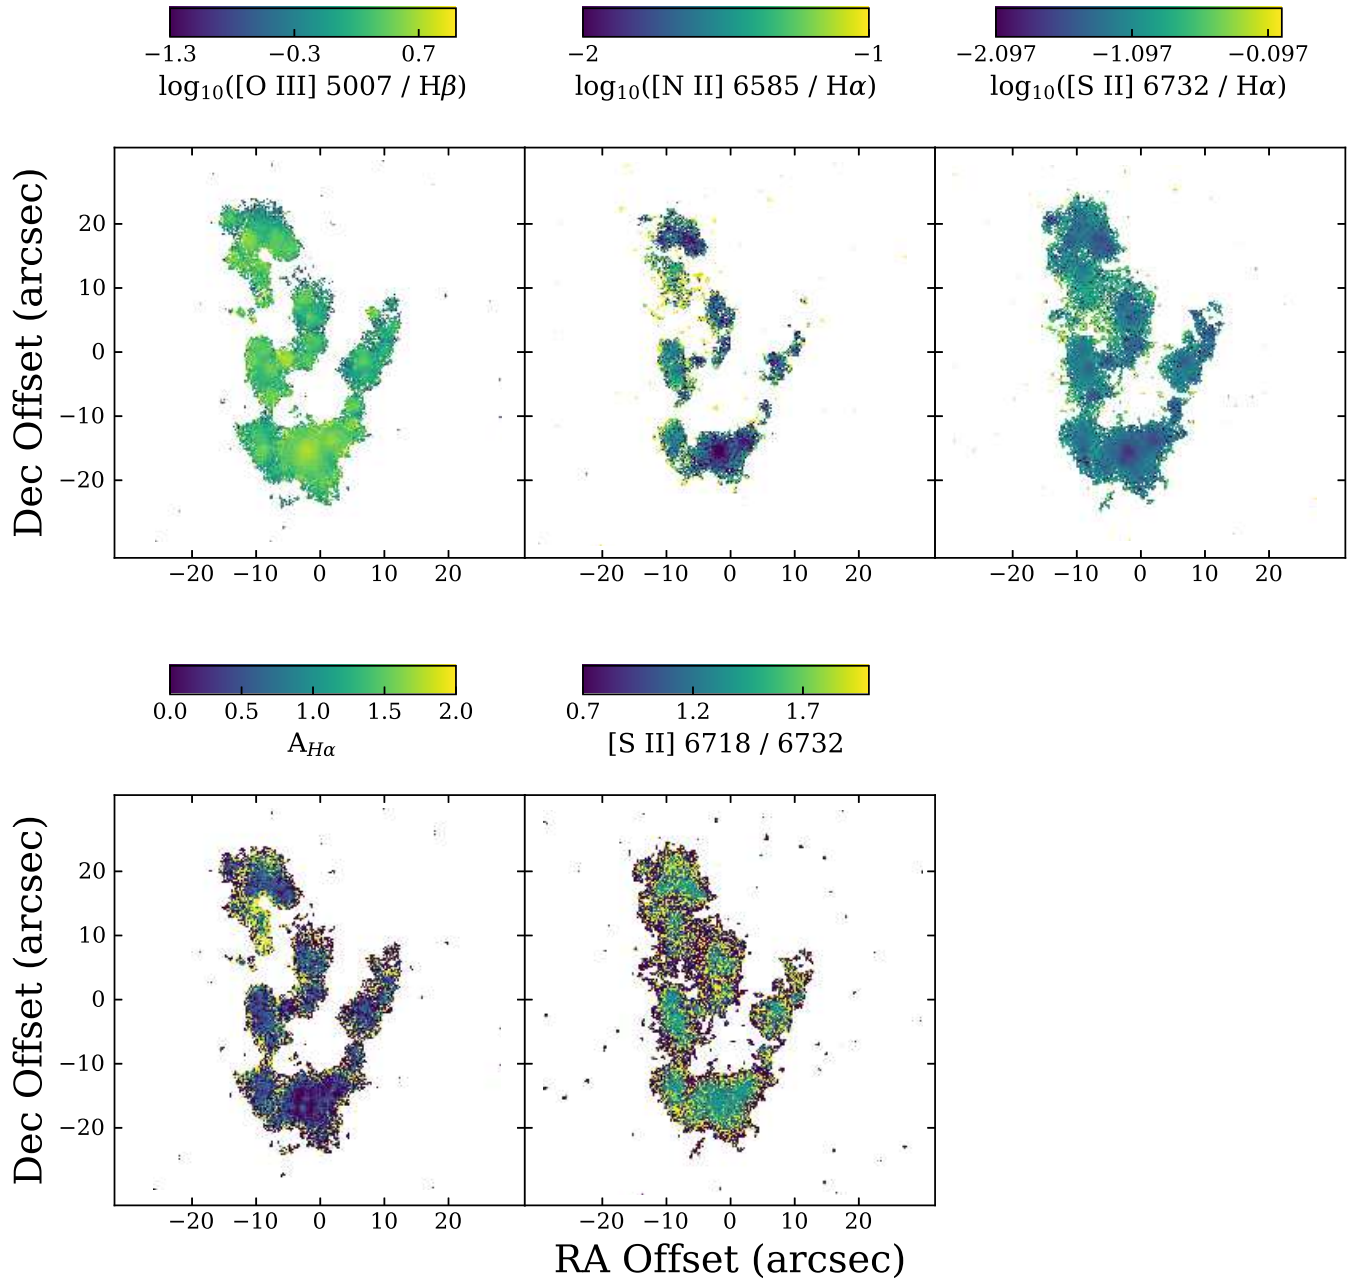 −1.3 −0.3 0.7 −2 −1 −2.097 −1.097 −0.097
log₁₀([O III] 5007 / Hβ) log₁₀([N II] 6585 / Hα) log₁₀([S II] 6732 / Hα)
Dec Offset (arcsec)
20
10
0
−10
−20
−20 −10 0 10 20 −20 −10 0 10 20 −20 −10 0 10 20
0.0 0.5 1.0 1.5 2.0 0.7 1.2 1.7
A_Hα [S II] 6718 / 6732
Dec Offset (arcsec)
20
10
0
−10
−20
−20 −10 0 10 20 −20 −10 0 10 20
RA Offset (arcsec)